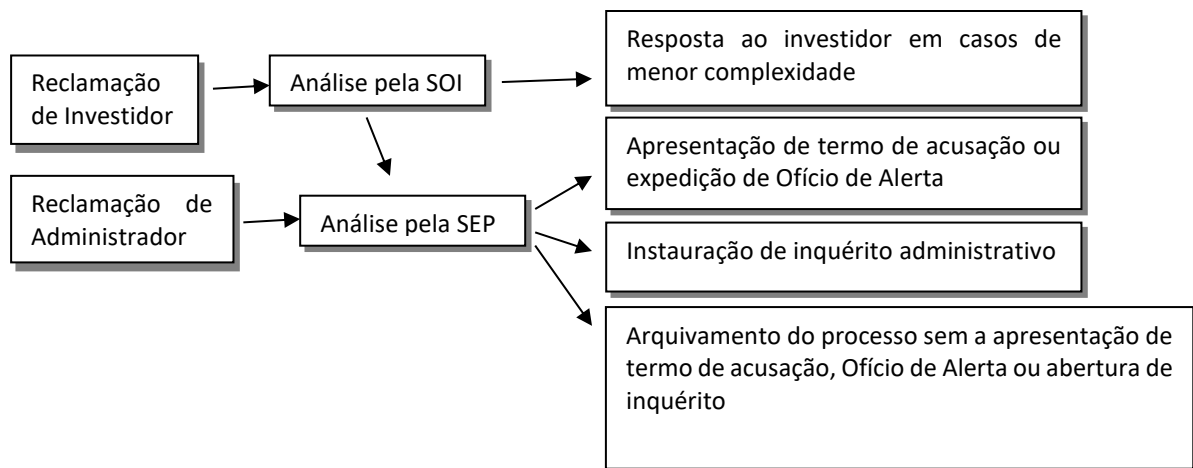 Reclamação
de Investidor
Análise pela SOI
Resposta ao investidor em casos de
menor complexidade
Reclamação de
Administrador
Análise pela SEP
Apresentação de termo de acusação ou
expedição de Ofício de Alerta
Instauração de inquérito administrativo
Arquivamento do processo sem a apresentação de
termo de acusação, Ofício de Alerta ou abertura de
inquérito